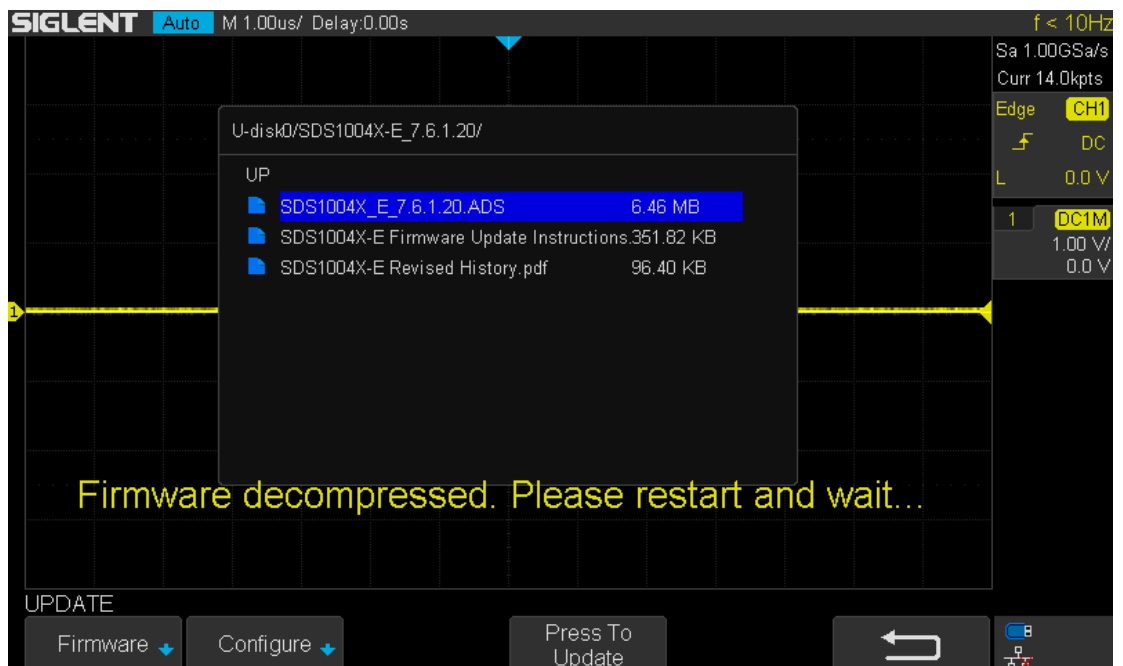 SIGLENT Auto M 1.00us/ Delay:0.00s f < 10Hz
Sa 1.00GSa/s
Curr 14.0kpts
Edge CH1
DC
L 0.0 V
U-disk0/SDS1004X-E_7.6.1.20/
UP
SDS1004X_E_7.6.1.20.ADS 6.46 MB
SDS1004X-E Firmware Update Instructions.351.82 KB
SDS1004X-E Revised History.pdf 96.40 KB
1 DC1M
1.00 V/
0.0 V
1
Firmware decompressed. Please restart and wait...
UPDATE
Firmware Configure Press To
Update